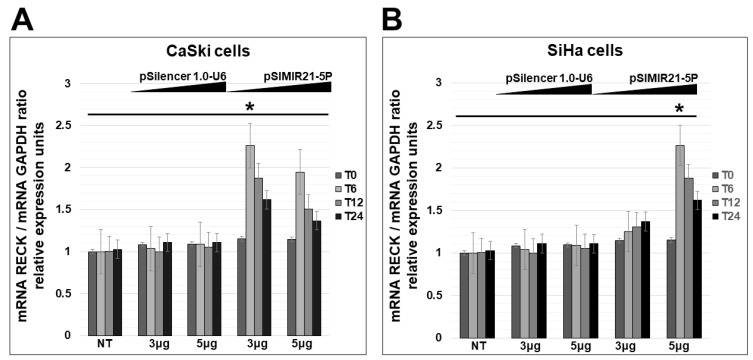 A
CaSki cells
pSilencer 1.0-U6 pSIMIR21-5P
*
mRNA RECK / mRNA GAPDH ratio
relative expression units
3
2.5
2
1.5
1
0.5
0
NT 3µg 5µg 3µg 5µg
T0
T6
T12
T24
B
SiHa cells
pSilencer 1.0-U6 pSIMIR21-5P
*
mRNA RECK / mRNA GAPDH ratio
relative expression units
3
2.5
2
1.5
1
0.5
0
NT 3µg 5µg 3µg 5µg
T0
T6
T12
T24